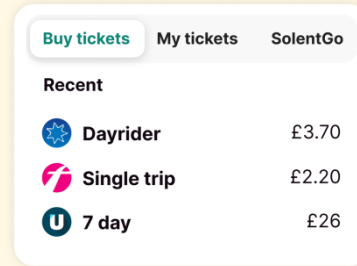 Buy tickets My tickets SolentGo
Recent
Dayrider £3.70
Single trip £2.20
U 7 day £26